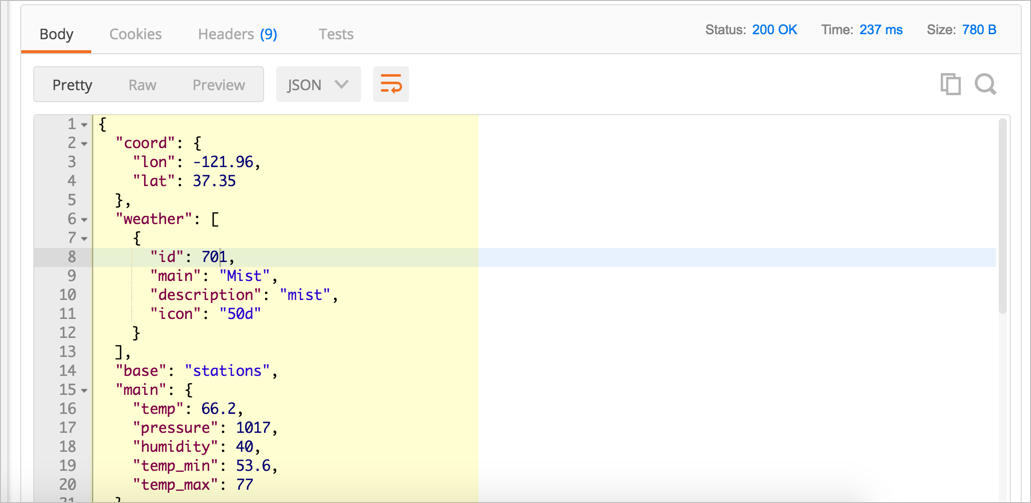 Body Cookies Headers (9) Tests Status: 200 OK Time: 237 ms Size: 780 B
Pretty Raw Preview JSON
1 {
2 "coord": {
3 "lon": -121.96,
4 "lat": 37.35
5 },
6 "weather": [
7 {
8 "id": 701,
9 "main": "Mist",
10 "description": "mist",
11 "icon": "50d"
12 }
13 ],
14 "base": "stations",
15 "main": {
16 "temp": 66.2,
17 "pressure": 1017,
18 "humidity": 40,
19 "temp_min": 53.6,
20 "temp_max": 77